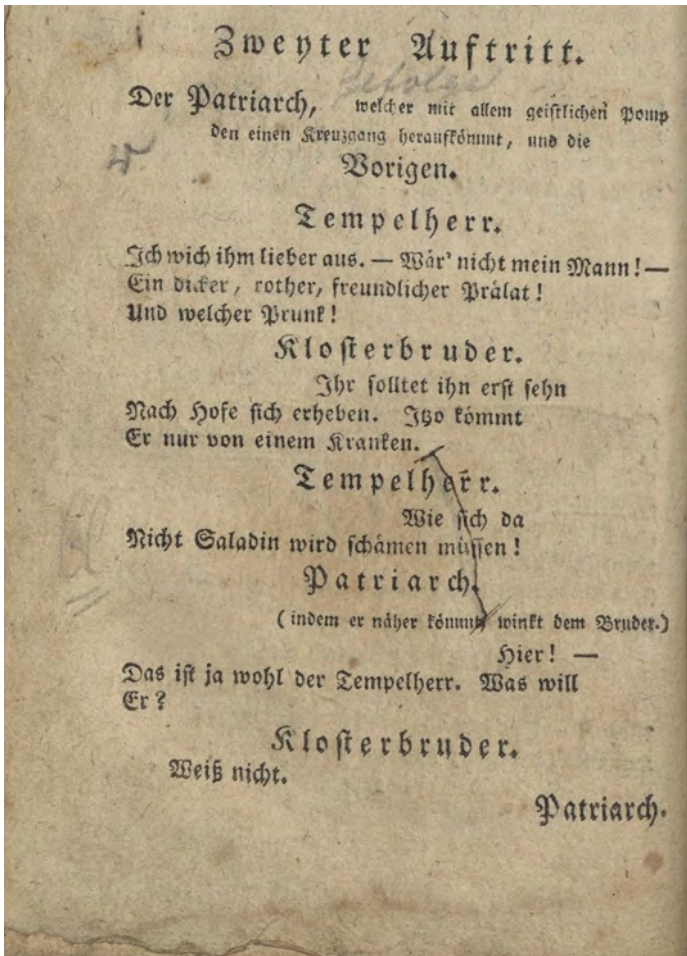 Zweyter Auftritt.
Gefolge
Der Patriarch, welcher mit allem geistlichen Pomp
den einen Kreuzgang heraufkömmt, und die
Vorigen.
Tempelherr.
Ich wich ihm lieber aus. — Wär' nicht mein Mann! —
Ein dicker, rother, freundlicher Prälat!
Und welcher Prunk!
Klosterbruder.
Ihr solltet ihn erst sehn
Nach Hofe sich erheben. Itzo kömmt
Er nur von einem Kranken.
Tempelherr.
Wie sich da
Nicht Saladin wird schämen müssen!
Patriarch.
(indem er näher kömmt, winkt dem Bruder.)
Hier! —
Das ist ja wohl der Tempelherr. Was will
Er?
Klosterbruder.
Weiß nicht.
Patriarch.